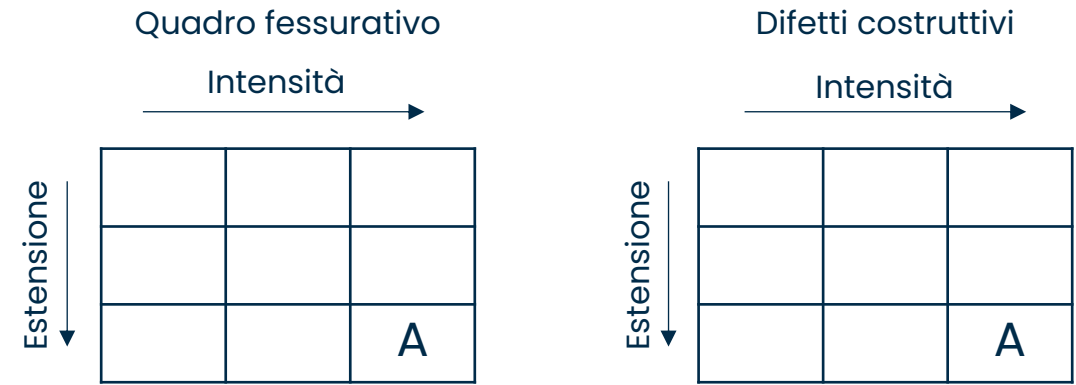 Quadro fessurativo
Intensità
Estensione
A
Difetti costruttivi
Intensità
Estensione
A